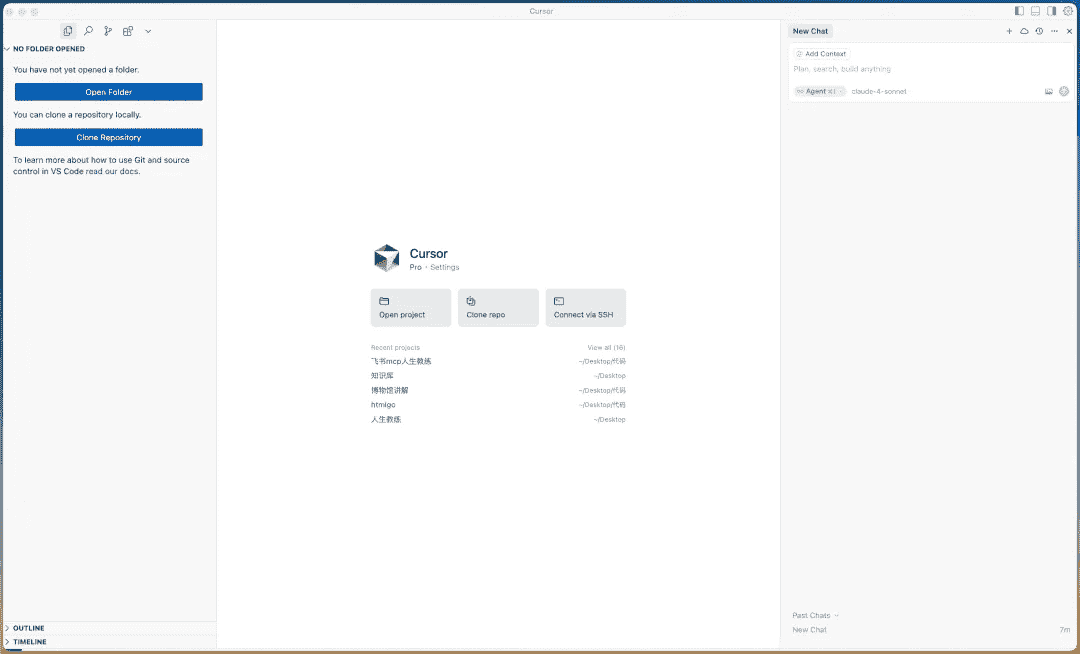 Cursor
NO FOLDER OPENED
You have not yet opened a folder.
Open Folder
You can clone a repository locally.
Clone Repository
To learn more about how to use Git and source
control in VS Code read our docs.
OUTLINE
TIMELINE
Cursor
Pro - Settings
Open project
Clone repo
Connect via SSH
Recent projects View all (16)
飞书mcp人生教练 ~/Desktop/代码
知识库 ~/Desktop
博物馆讲解 ~/Desktop/代码
htmlgo ~/Desktop/代码
人生教练 ~/Desktop
New Chat
Add Context
Plan, search, build anything
Agent ⌘I claude-4-sonnet
Past Chats
New Chat 7m